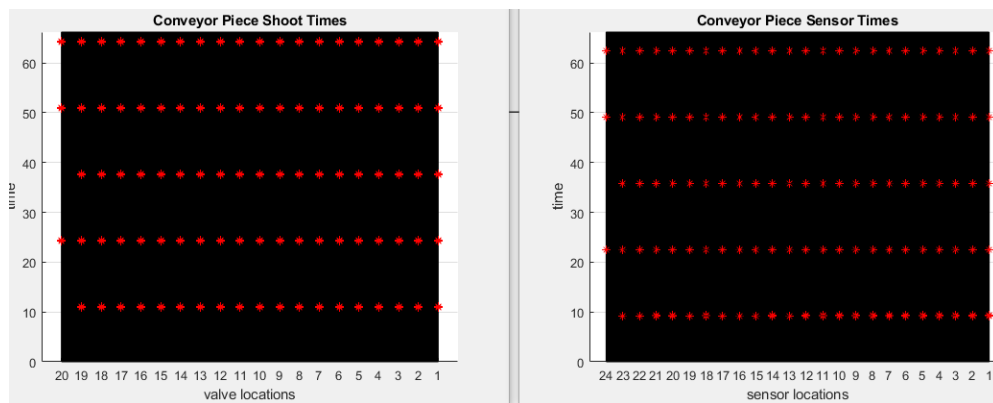 Conveyor Piece Shoot Times
60
50
40
30
20
10
0
time
20 19 18 17 16 15 14 13 12 11 10 9 8 7 6 5 4 3 2 1
valve locations
Conveyor Piece Sensor Times
60
50
40
30
20
10
0
time
24 23 22 21 20 19 18 17 16 15 14 13 12 11 10 9 8 7 6 5 4 3 2 1
sensor locations